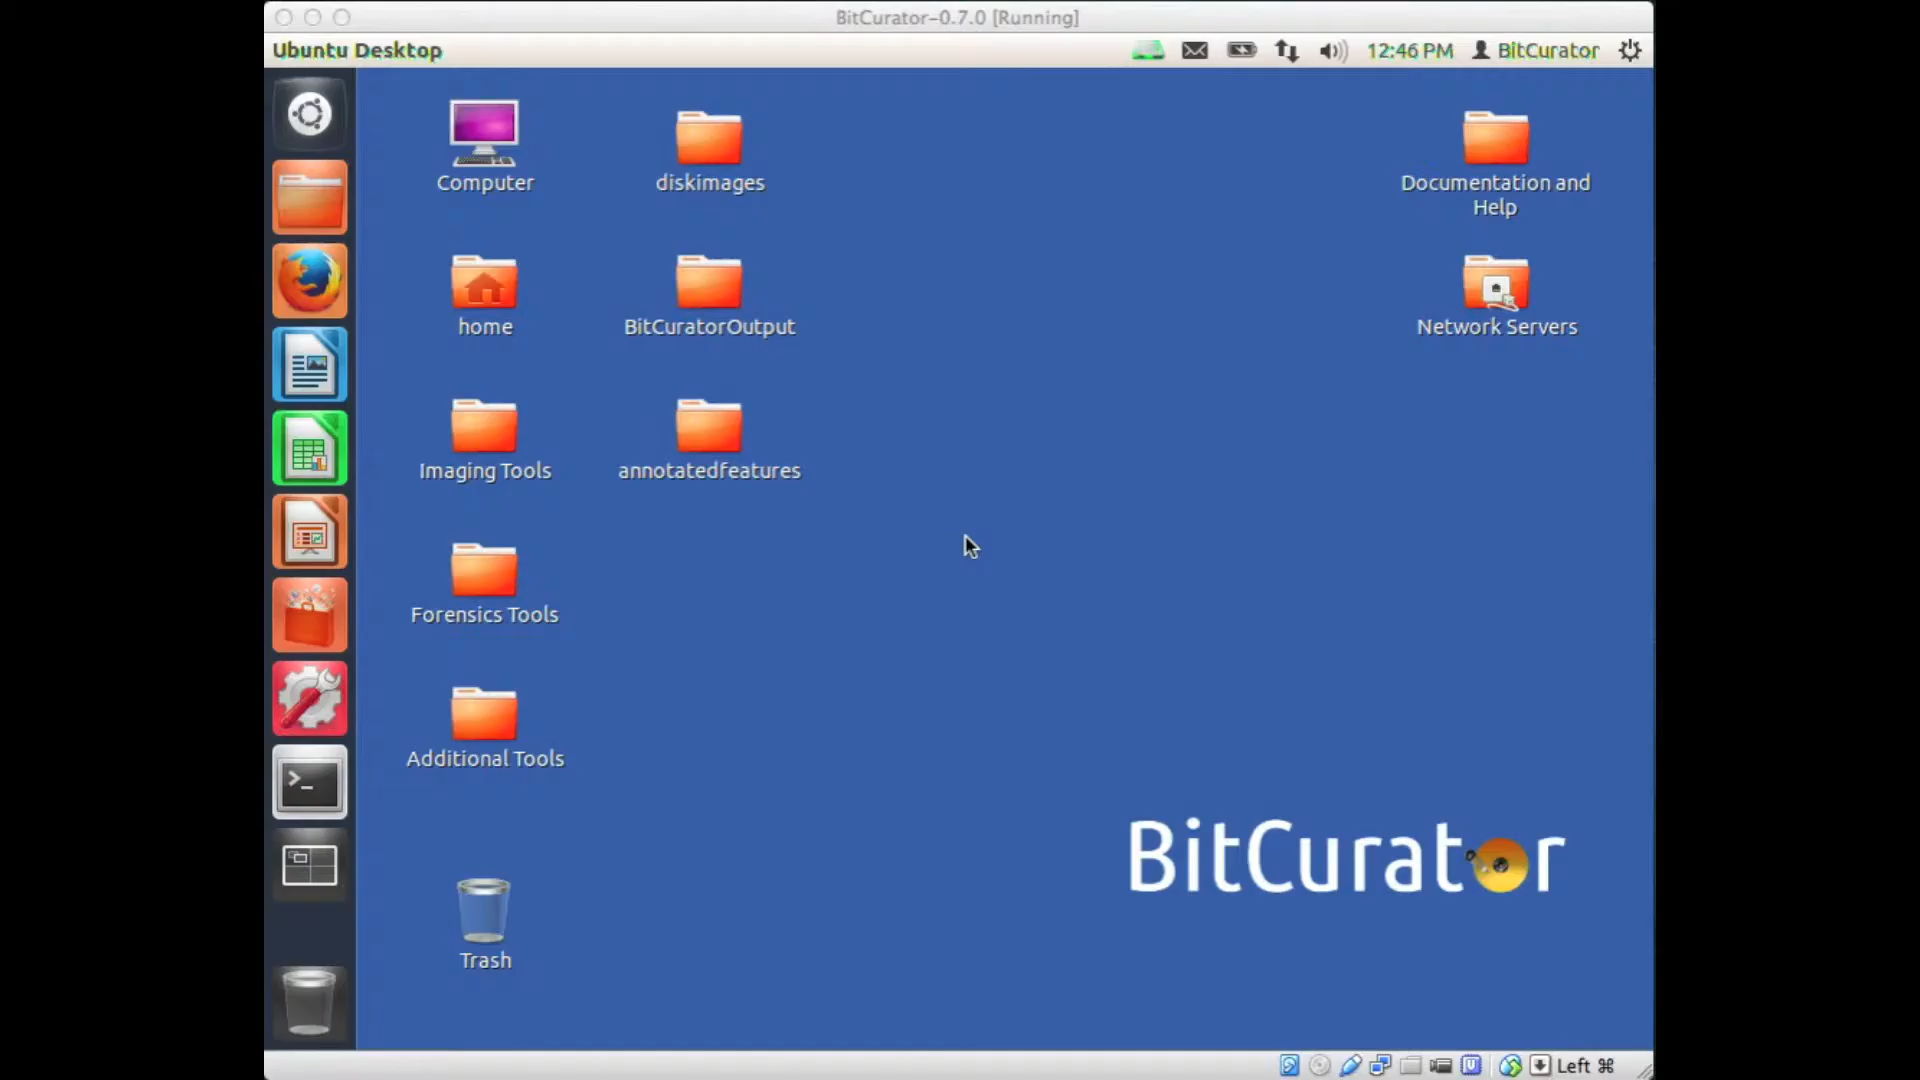 BitCurator-0.7.0 [Running]
Ubuntu Desktop
12:46 PM
BitCurator
Computer
diskimages
Documentation and
Help
home
BitCuratorOutput
Network Servers
Imaging Tools
annotatedfeatures
Forensics Tools
Additional Tools
BitCurator
Trash
Left ⌘